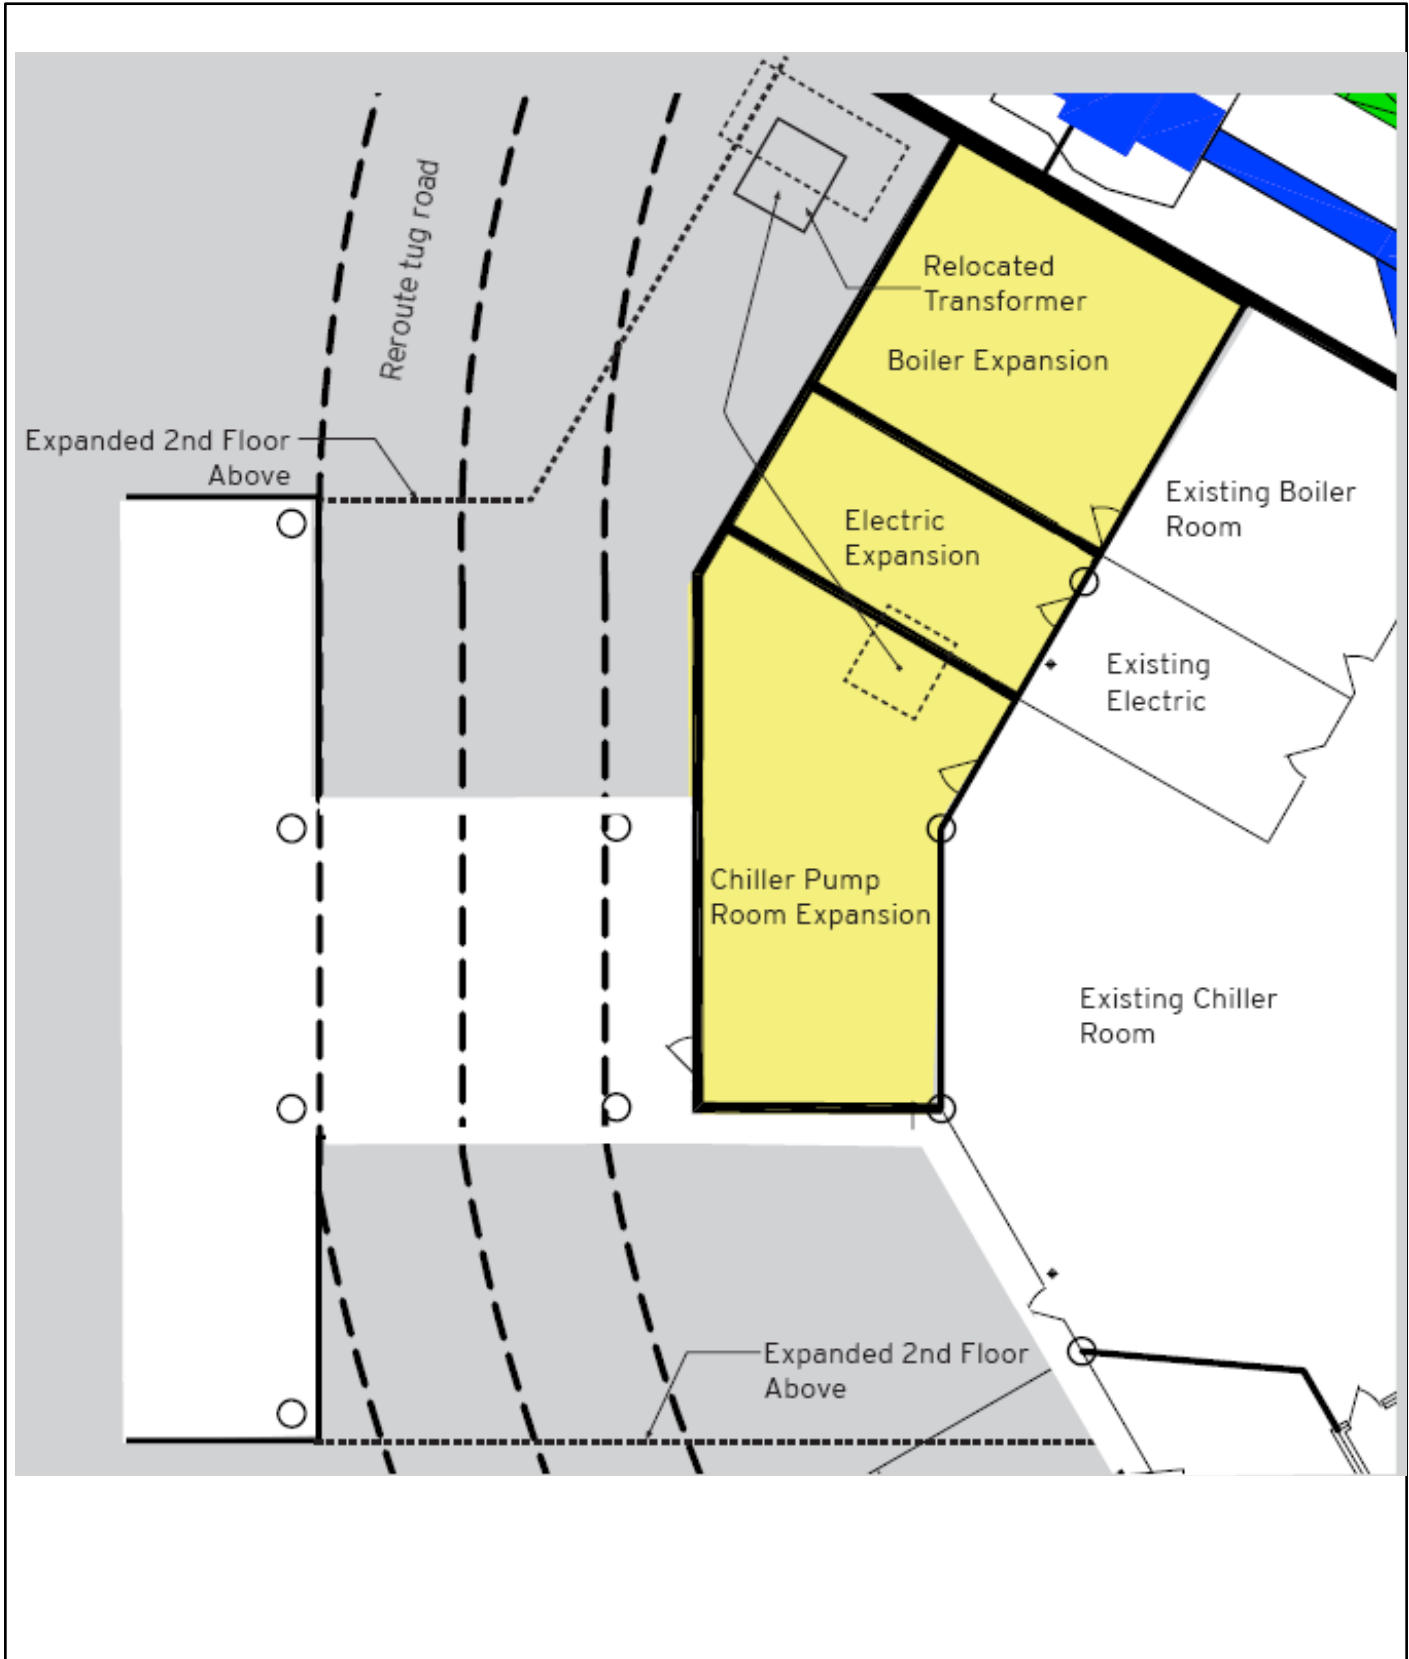 Reroute tug road
Relocated
Transformer
Boiler Expansion
Expanded 2nd Floor
Above
Existing Boiler
Room
Electric
Expansion
Existing
Electric
Chiller Pump
Room Expansion
Existing Chiller
Room
Expanded 2nd Floor
Above